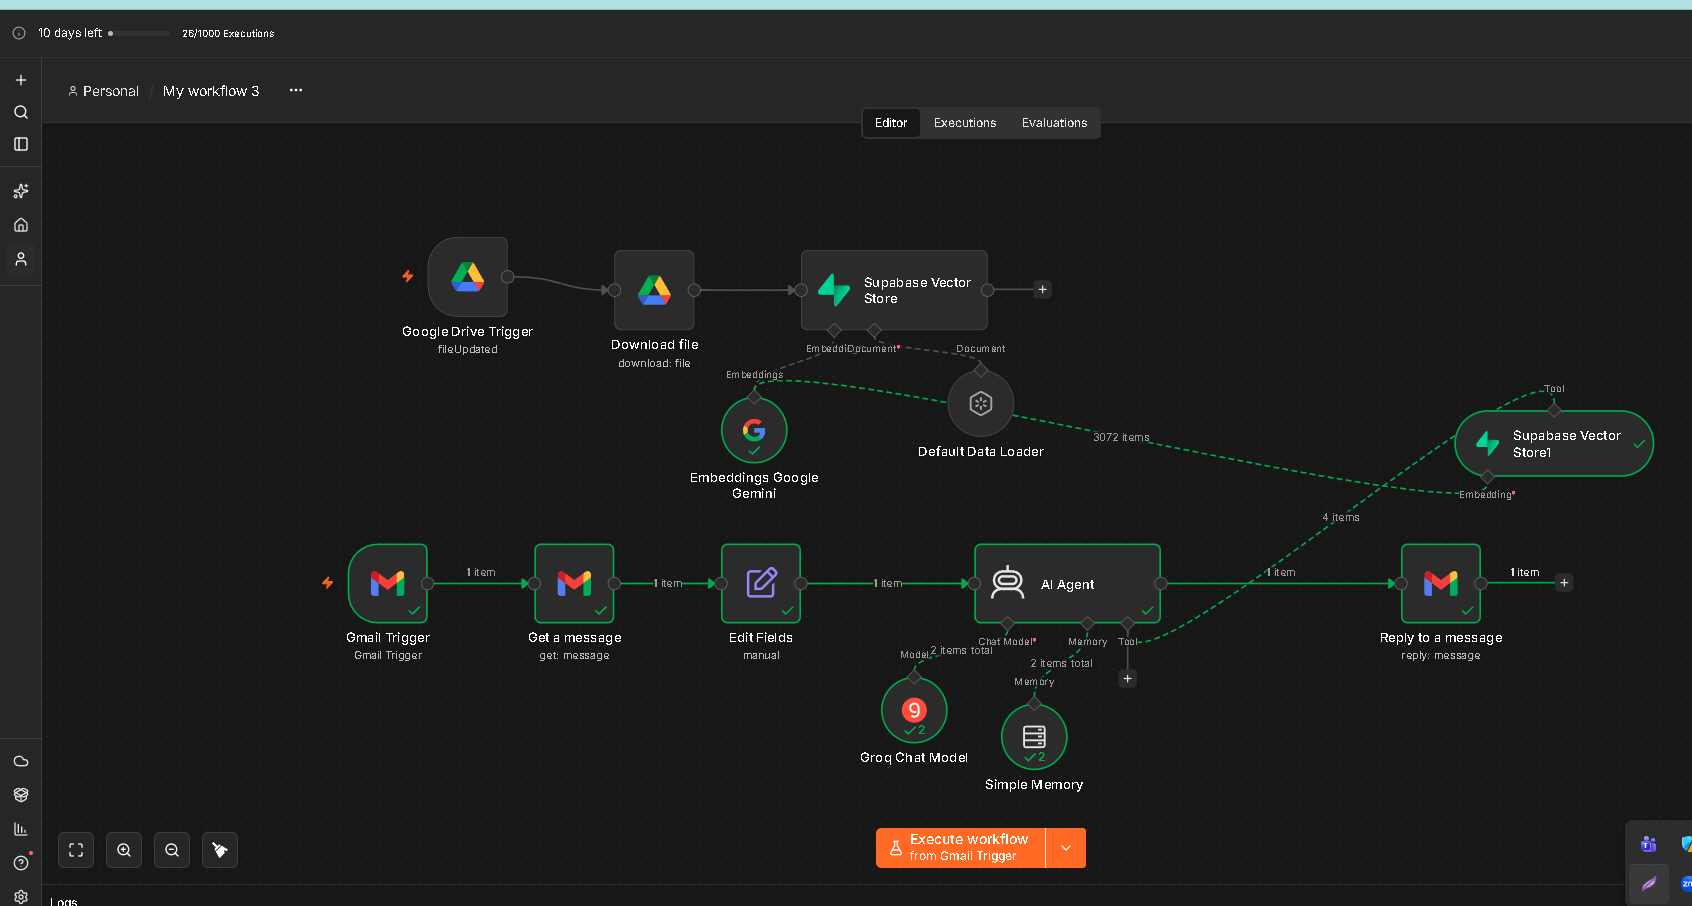 10 days left
26/1000 Executions
Personal / My workflow 3
Editor
Executions
Evaluations
Google Drive Trigger
fileUpdated
Download file
download: file
Supabase Vector
Store
EmbeddiDocument*
Document
Embeddings
Embeddings Google
Gemini
Default Data Loader
3072 items
Tool
Supabase Vector
Store1
Embedding*
4 items
Gmail Trigger
Gmail Trigger
1 item
Get a message
get: message
1 item
Edit Fields
manual
1 item
AI Agent
Chat Model*
Memory
Tool
1 item
Reply to a message
reply: message
1 item
Model
2 items total
2 items total
Memory
2
Groq Chat Model
2
Simple Memory
Execute workflow
from Gmail Trigger
Logs